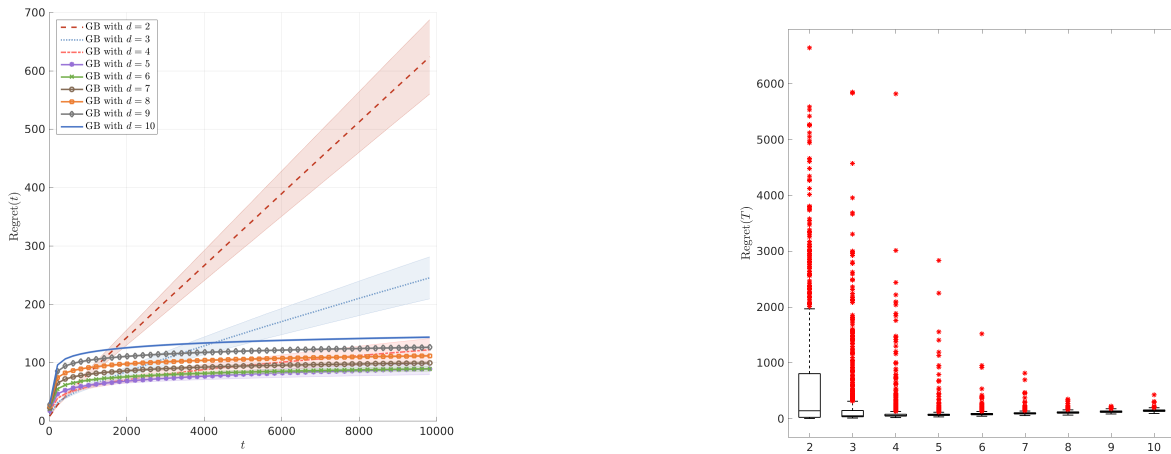 700
600
500
400
300
200
100
0
Regret(t)
GB with d = 2
GB with d = 3
GB with d = 4
GB with d = 5
GB with d = 6
GB with d = 7
GB with d = 8
GB with d = 9
GB with d = 10
0 2000 4000 6000 8000 10000
t
6000
5000
4000
3000
2000
1000
0
Regret(T)
2 3 4 5 6 7 8 9 10